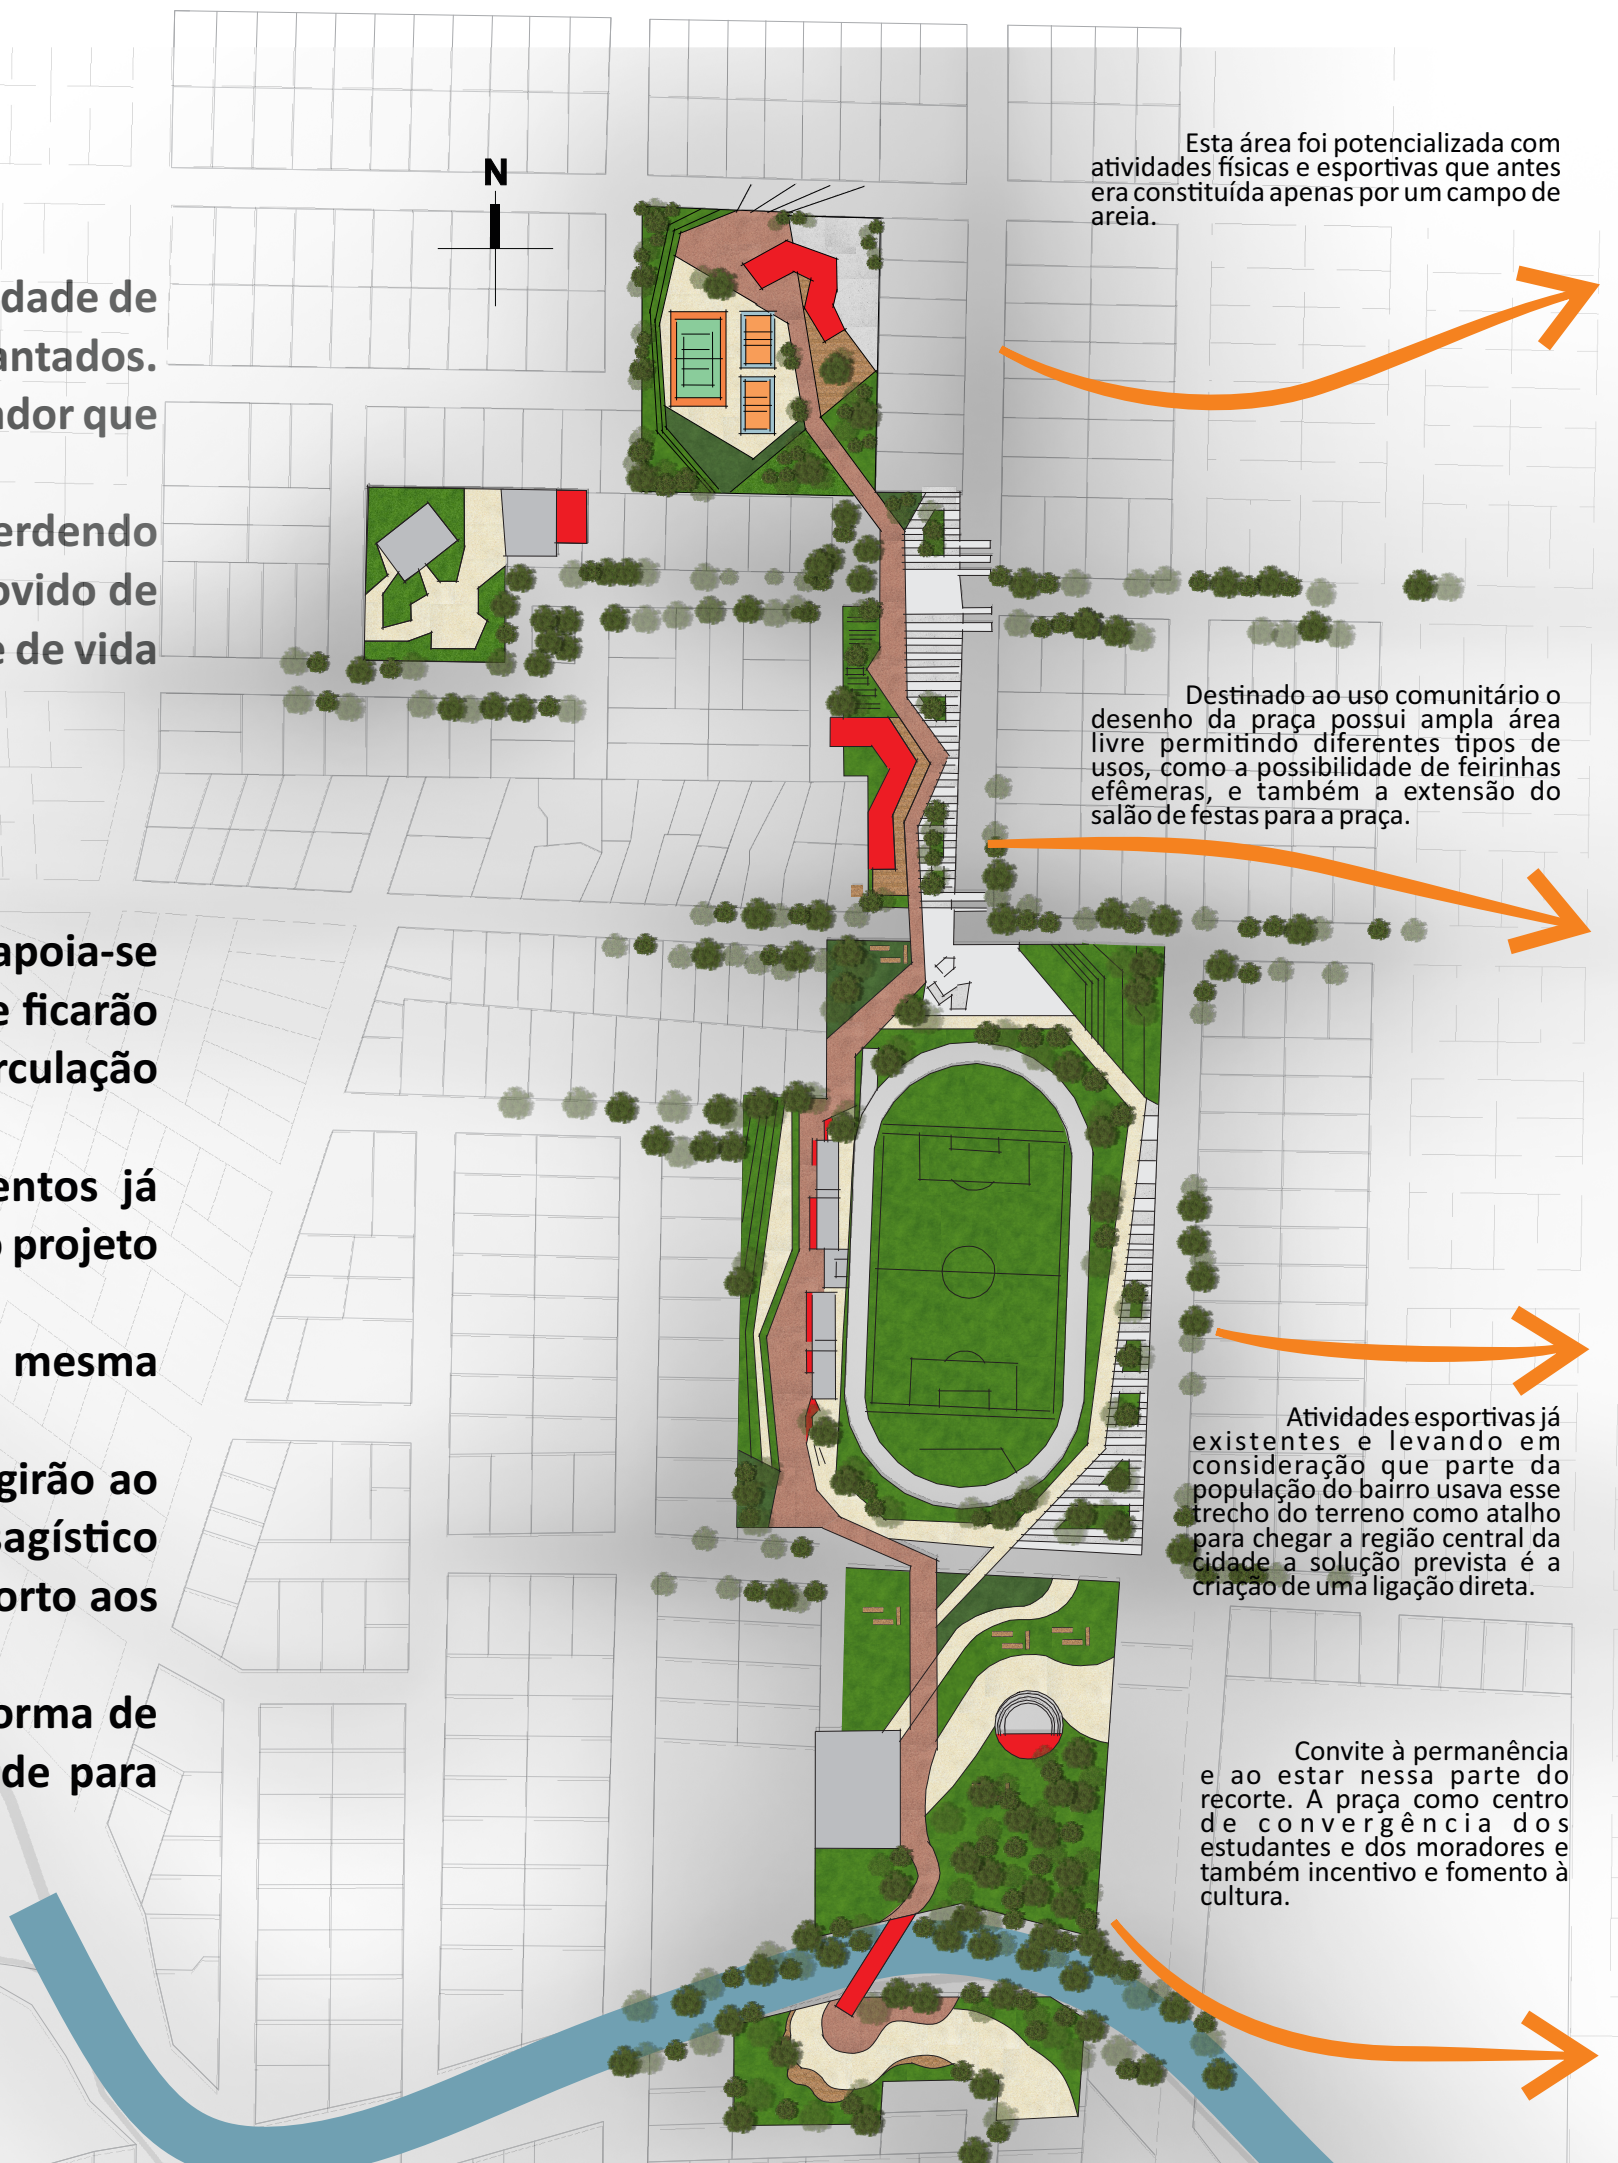 N
dade de
antados.
ador que
erdendo
ovido de
e de vida
apoia-se
e ficarão
rculação
entos já
o projeto
mesma
girão ao
sagístico
orto aos
orma de
de para
Esta área foi potencializada com
atividades físicas e esportivas que antes
era constituída apenas por um campo de
areia.
Destinado ao uso comunitário o
desenho da praça possui ampla área
livre permitindo diferentes tipos de
usos, como a possibilidade de feirinhas
efêmeras, e também a extensão do
salão de festas para a praça.
Atividades esportivas já
existentes e levando em
consideração que parte da
população do bairro usava esse
trecho do terreno como atalho
para chegar a região central da
cidade a solução prevista é a
criação de uma ligação direta.
Convite à permanência
e ao estar nessa parte do
recorte. A praça como centro
de convergência dos
estudantes e dos moradores e
também incentivo e fomento à
cultura.